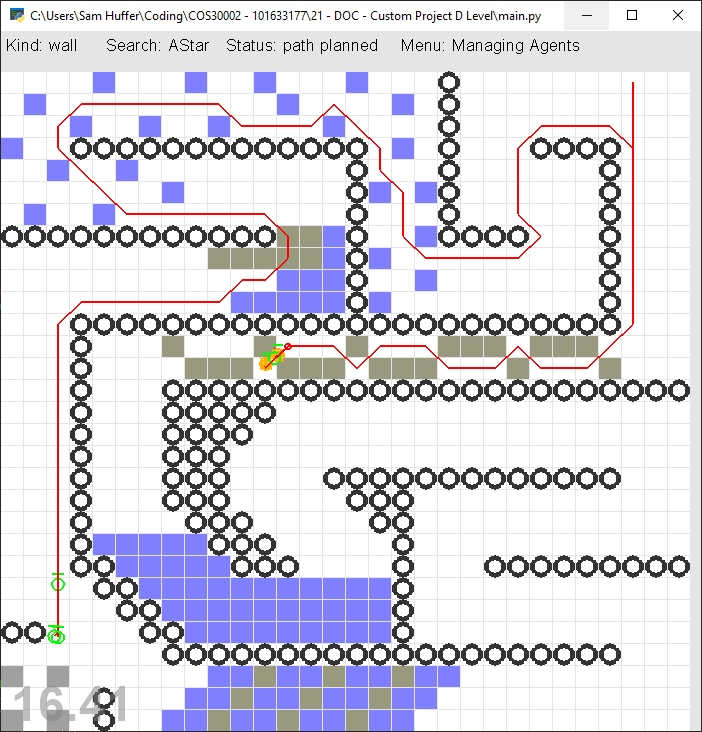 C:\Users\Sam Huffer\Coding\COS30002 - 101633177\21 - DOC - Custom Project D Level\main.py
Kind: wall Search: AStar Status: path planned Menu: Managing Agents
16.41